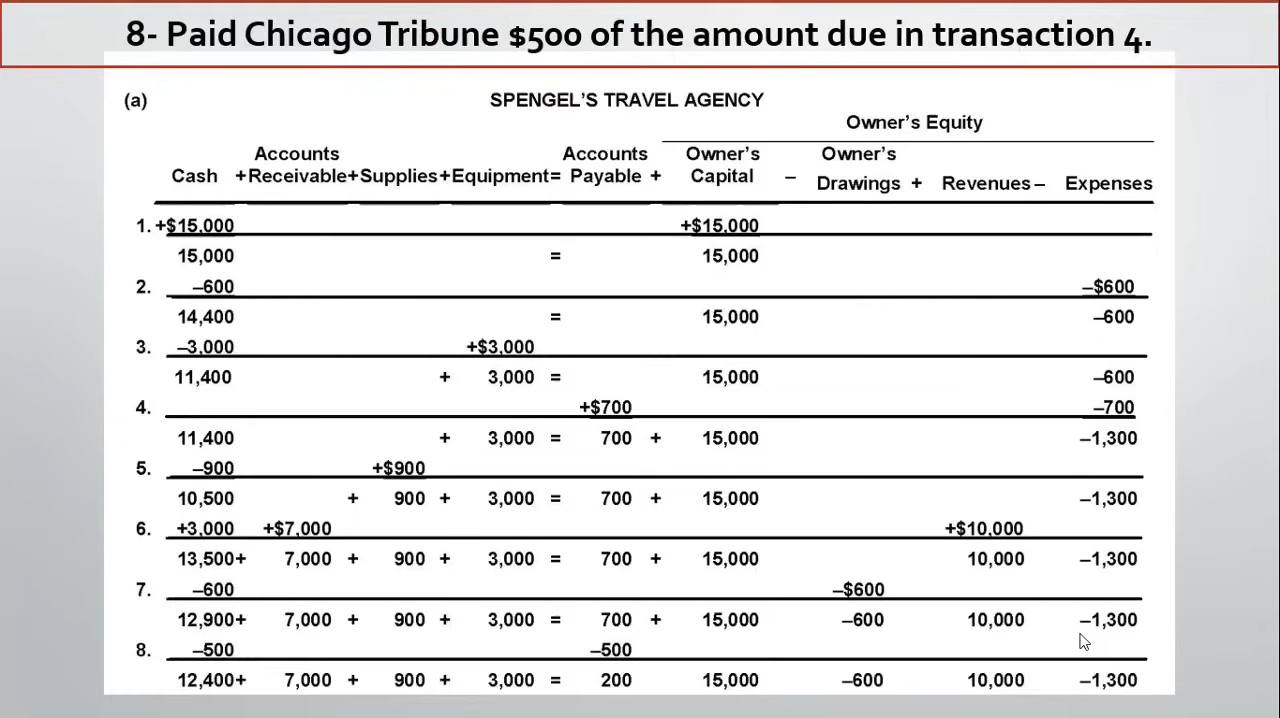 8- Paid Chicago Tribune $500 of the amount due in transaction 4.
(a) SPENGEL’S TRAVEL AGENCY
Owner’s Equity
Accounts Accounts Owner’s Owner’s
Cash +Receivable+Supplies+Equipment= Payable + Capital – Drawings + Revenues – Expenses
1. +$15,000 +$15,000
15,000 = 15,000
2. –600 –$600
14,400 = 15,000 –600
3. –3,000 +$3,000
11,400 + 3,000 = 15,000 –600
4. +$700 –700
11,400 + 3,000 = 700 + 15,000 –1,300
5. –900 +$900
10,500 + 900 + 3,000 = 700 + 15,000 –1,300
6. +3,000 +$7,000 +$10,000
13,500+ 7,000 + 900 + 3,000 = 700 + 15,000 10,000 –1,300
7. –600 –$600
12,900+ 7,000 + 900 + 3,000 = 700 + 15,000 –600 10,000 –1,300
8. –500 –500
12,400+ 7,000 + 900 + 3,000 = 200 15,000 –600 10,000 –1,300